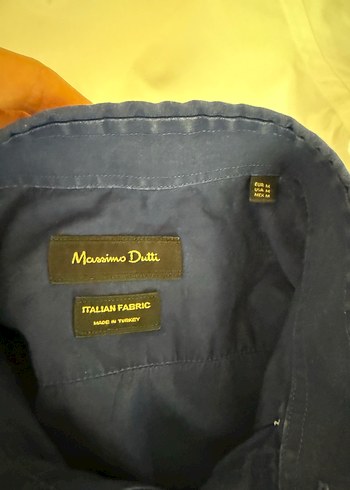 EUR M
USA M
MEX M
Massimo Dutti
ITALIAN FABRIC
MADE IN TURKEY